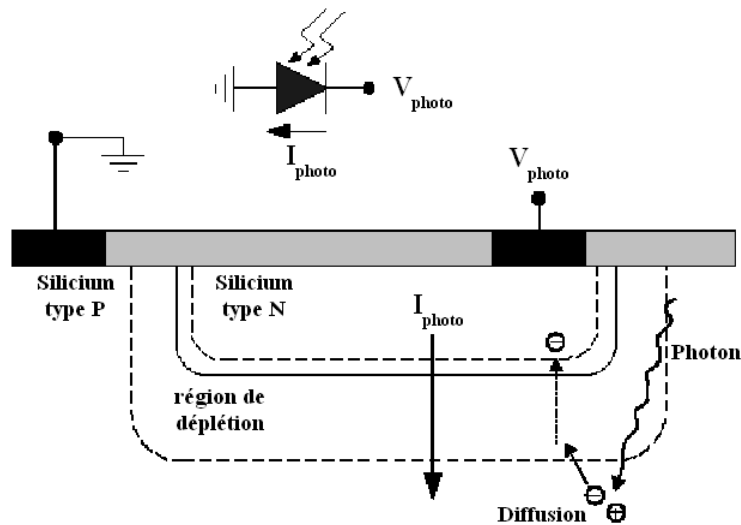 V photo
I photo
V photo
Silicium
type P
Silicium
type N
I photo
Photon
région de
déplétion
Diffusion